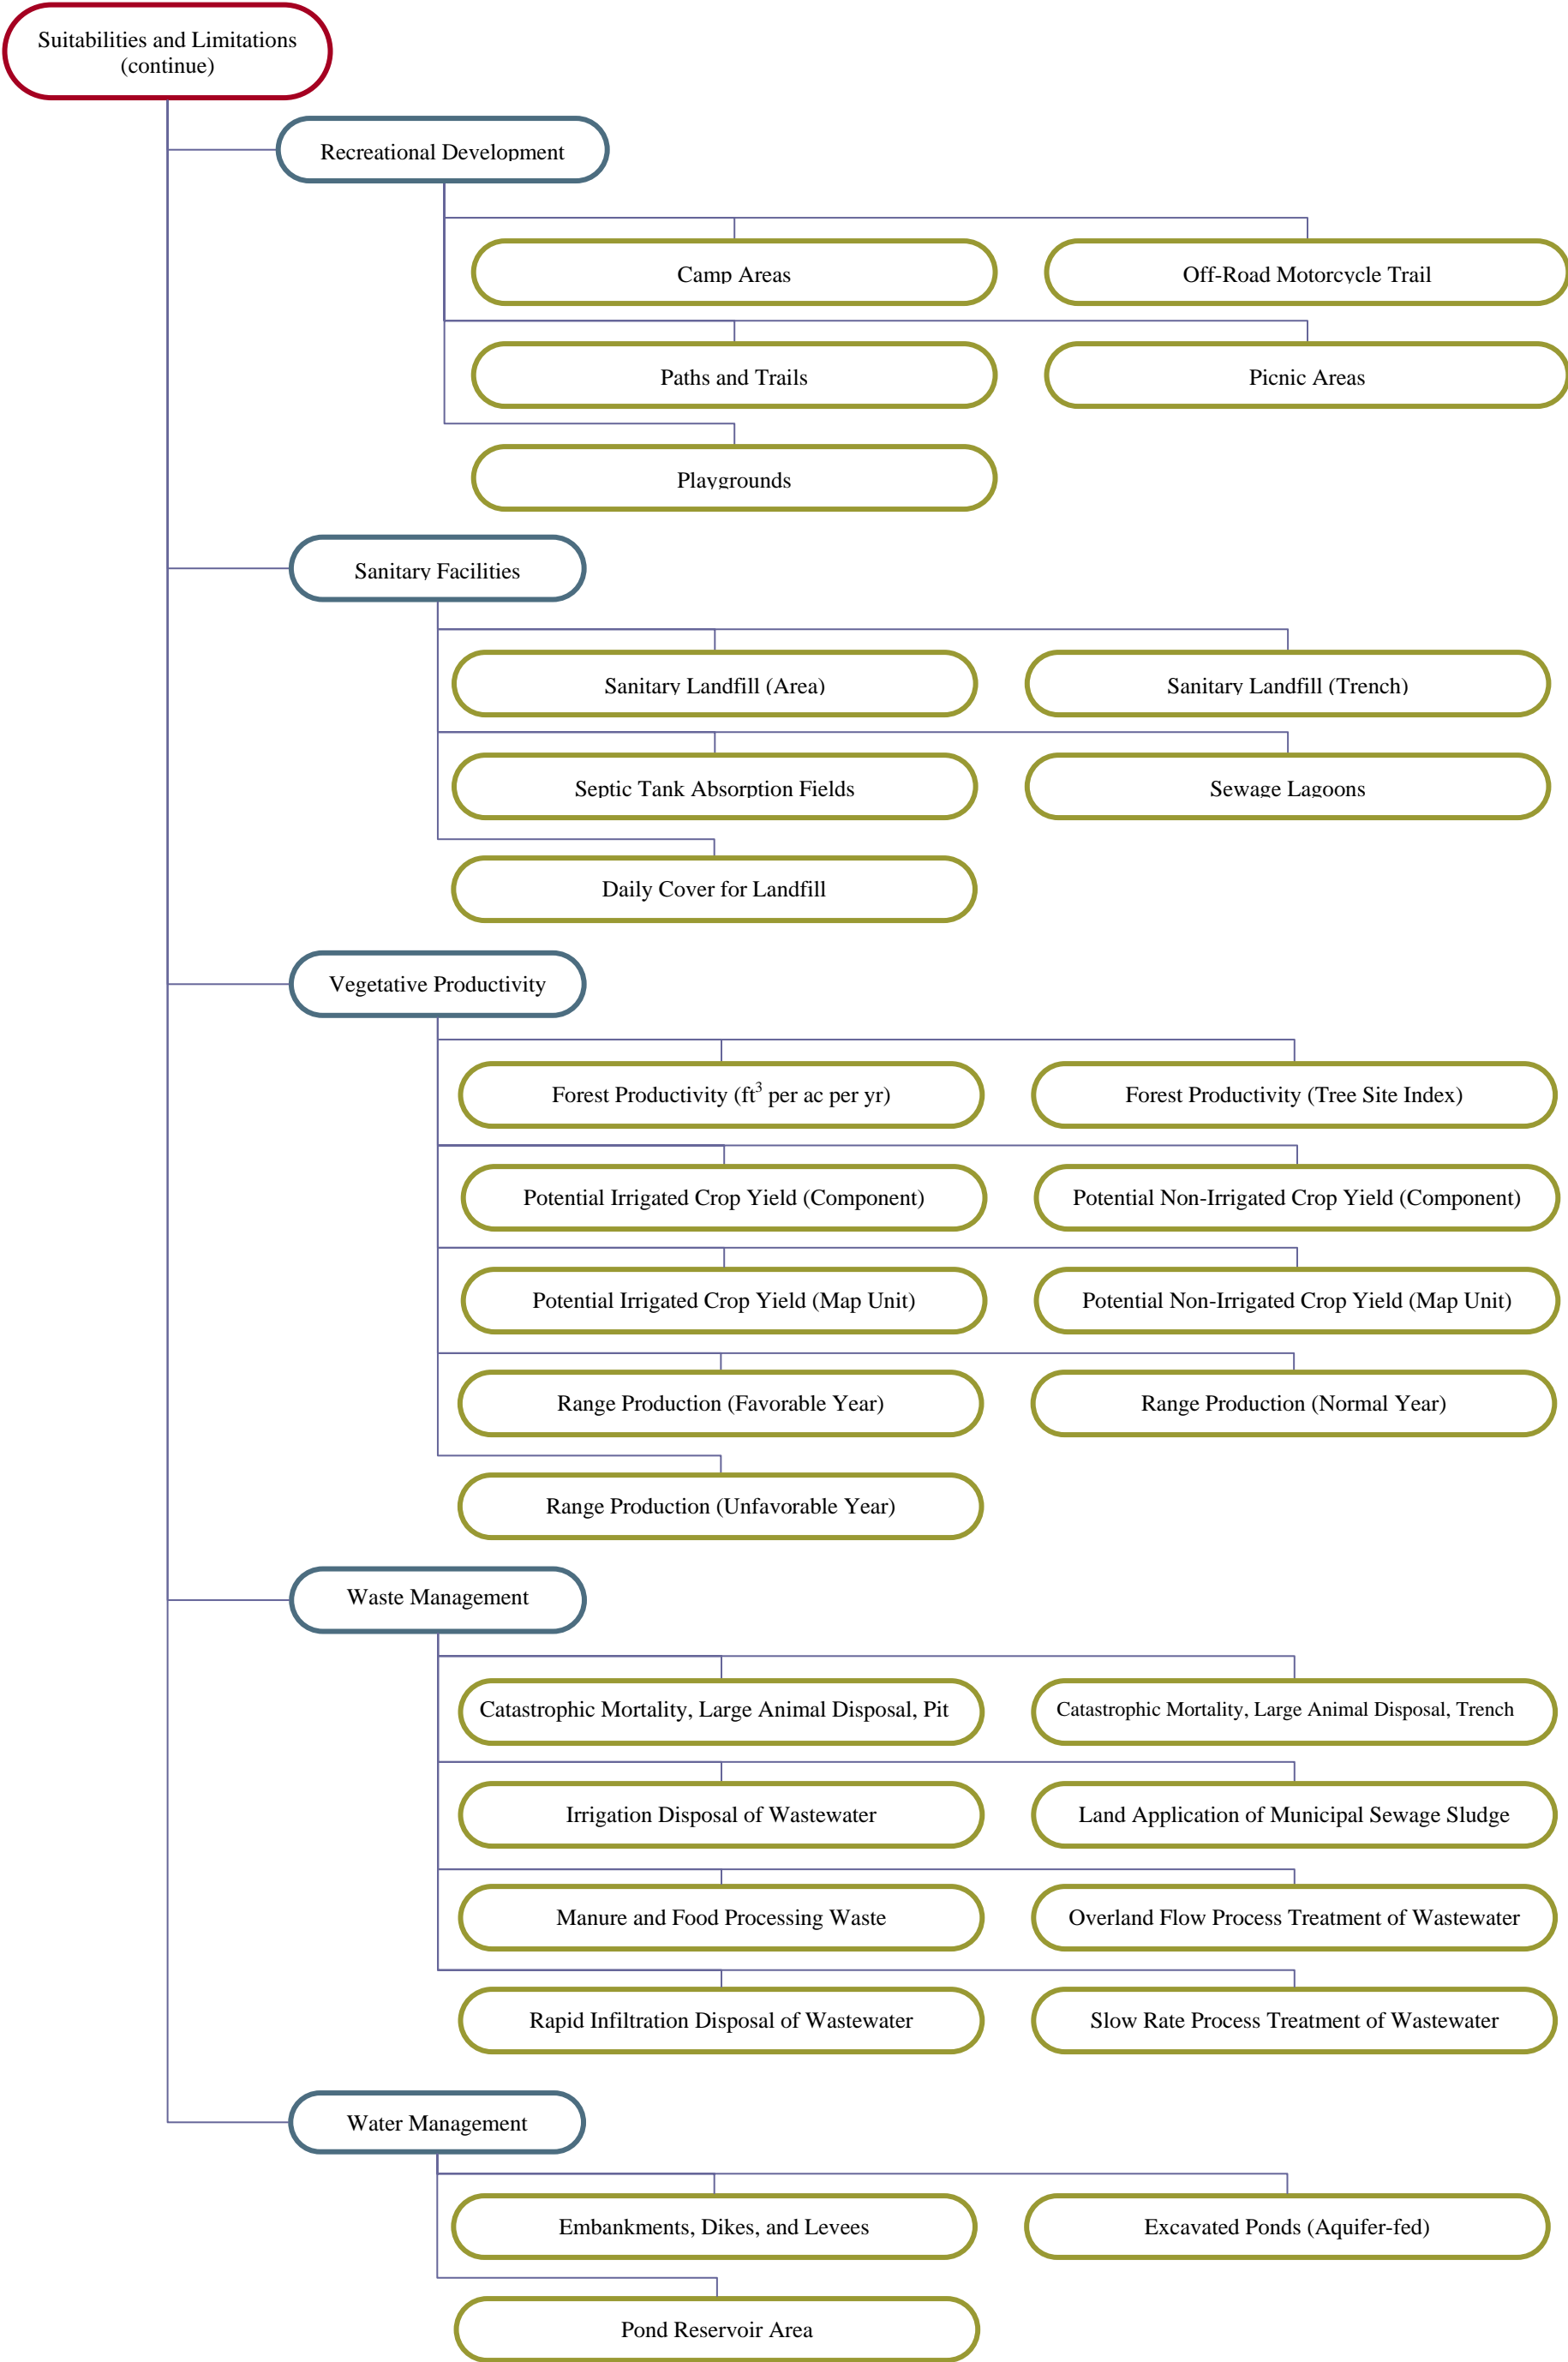 Suitabilities and Limitations
(continue)
Recreational Development
Camp Areas
Off-Road Motorcycle Trail
Paths and Trails
Picnic Areas
Playgrounds
Sanitary Facilities
Sanitary Landfill (Area)
Sanitary Landfill (Trench)
Septic Tank Absorption Fields
Sewage Lagoons
Daily Cover for Landfill
Vegetative Productivity
Forest Productivity (ft³ per ac per yr)
Forest Productivity (Tree Site Index)
Potential Irrigated Crop Yield (Component)
Potential Non-Irrigated Crop Yield (Component)
Potential Irrigated Crop Yield (Map Unit)
Potential Non-Irrigated Crop Yield (Map Unit)
Range Production (Favorable Year)
Range Production (Normal Year)
Range Production (Unfavorable Year)
Waste Management
Catastrophic Mortality, Large Animal Disposal, Pit
Catastrophic Mortality, Large Animal Disposal, Trench
Irrigation Disposal of Wastewater
Land Application of Municipal Sewage Sludge
Manure and Food Processing Waste
Overland Flow Process Treatment of Wastewater
Rapid Infiltration Disposal of Wastewater
Slow Rate Process Treatment of Wastewater
Water Management
Embankments, Dikes, and Levees
Excavated Ponds (Aquifer-fed)
Pond Reservoir Area